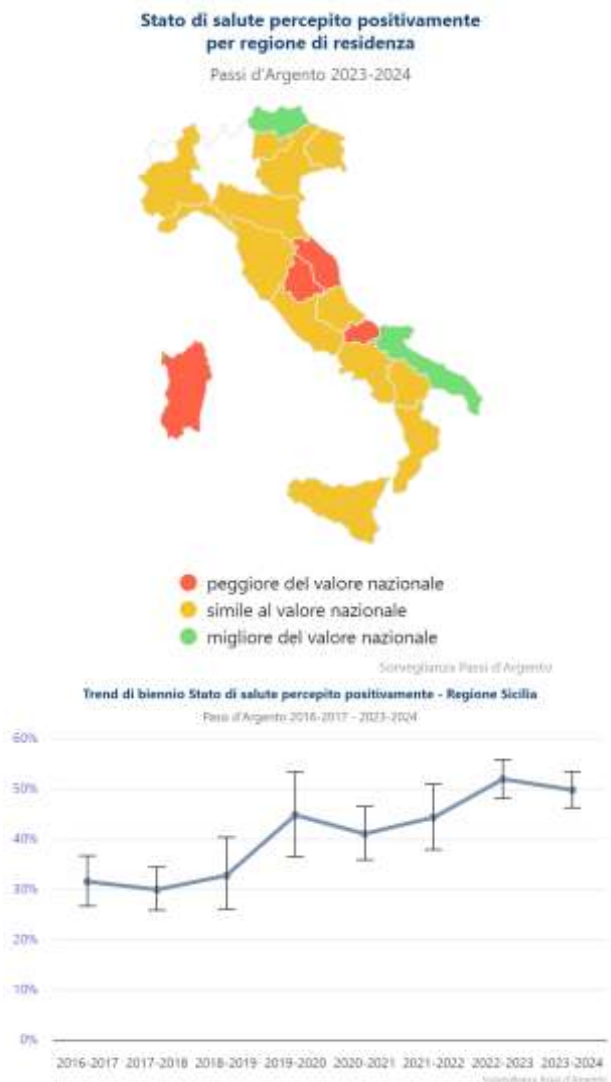 Stato di salute percepito positivamente
per regione di residenza
Passi d'Argento 2023-2024
peggiore del valore nazionale
simile al valore nazionale
migliore del valore nazionale
Sorveglianza Passi d'Argento
Trend di biennio Stato di salute percepito positivamente - Regione Sicilia
Passi d'Argento 2016-2017 - 2023-2024
60%
50%
40%
30%
20%
10%
0%
2016-2017 2017-2018 2018-2019 2019-2020 2020-2021 2021-2022 2022-2023 2023-2024
Sorveglianza Passi d'Argento